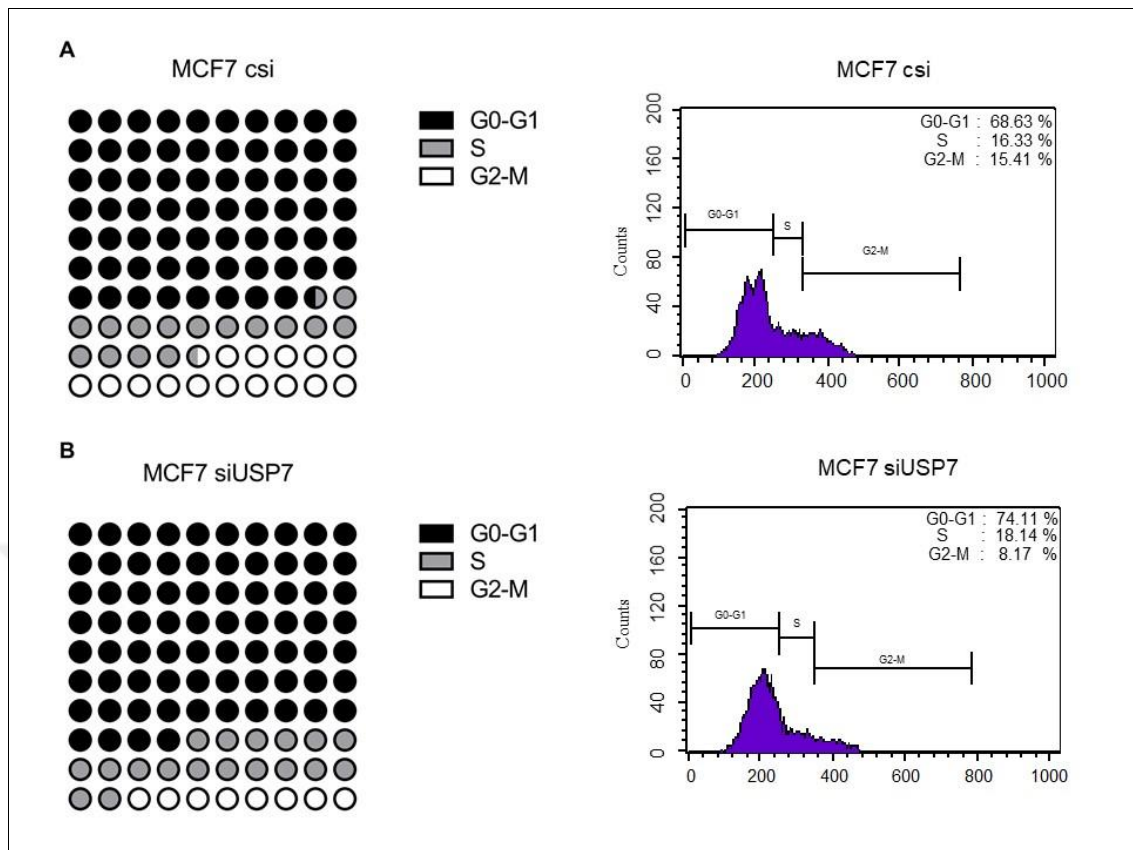 A
MCF7 csi
G0-G1
S
G2-M
MCF7 csi
G0-G1 : 68.63 %
S : 16.33 %
G2-M : 15.41 %
G0-G1
S
G2-M
Counts
200
160
120
80
40
0
0 200 400 600 800 1000
B
MCF7 siUSP7
G0-G1
S
G2-M
MCF7 siUSP7
G0-G1 : 74.11 %
S : 18.14 %
G2-M : 8.17 %
G0-G1
S
G2-M
Counts
200
160
120
80
40
0
0 200 400 600 800 1000